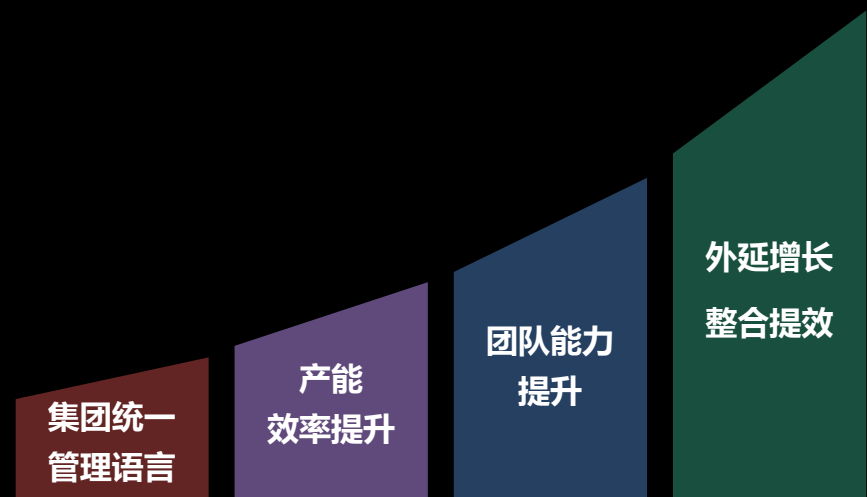 集团统一
管理语言
产能
效率提升
团队能力
提升
外延增长
整合提效